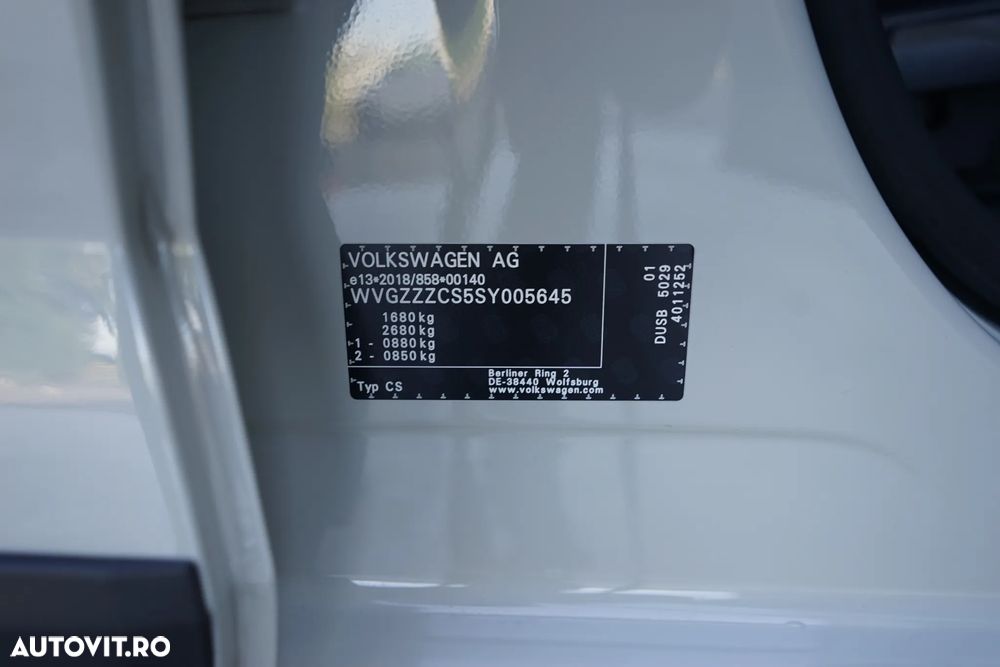 VOLKSWAGEN AG
e13*2018/858*00140
WVGZZZCS5SY005645
1680kg
2680kg
1 - 0880kg
2 - 0850kg
Typ CS
Berliner Ring 2
DE-38440 Wolfsburg
www.volkswagen.com
01
DUSB 5029
4011252
AUTOVIT.RO